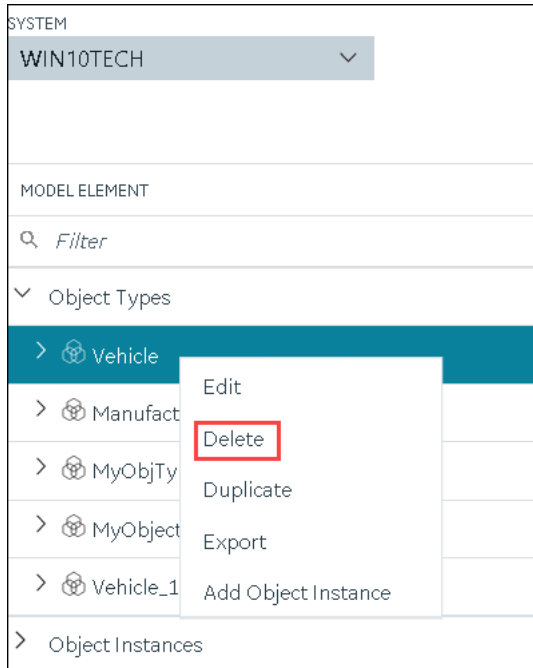 SYSTEM
WIN10TECH
MODEL ELEMENT
Filter
Object Types
Vehicle
Edit
Manufact
Delete
MyObjTy
Duplicate
MyObject
Export
Vehicle_1
Add Object Instance
Object Instances